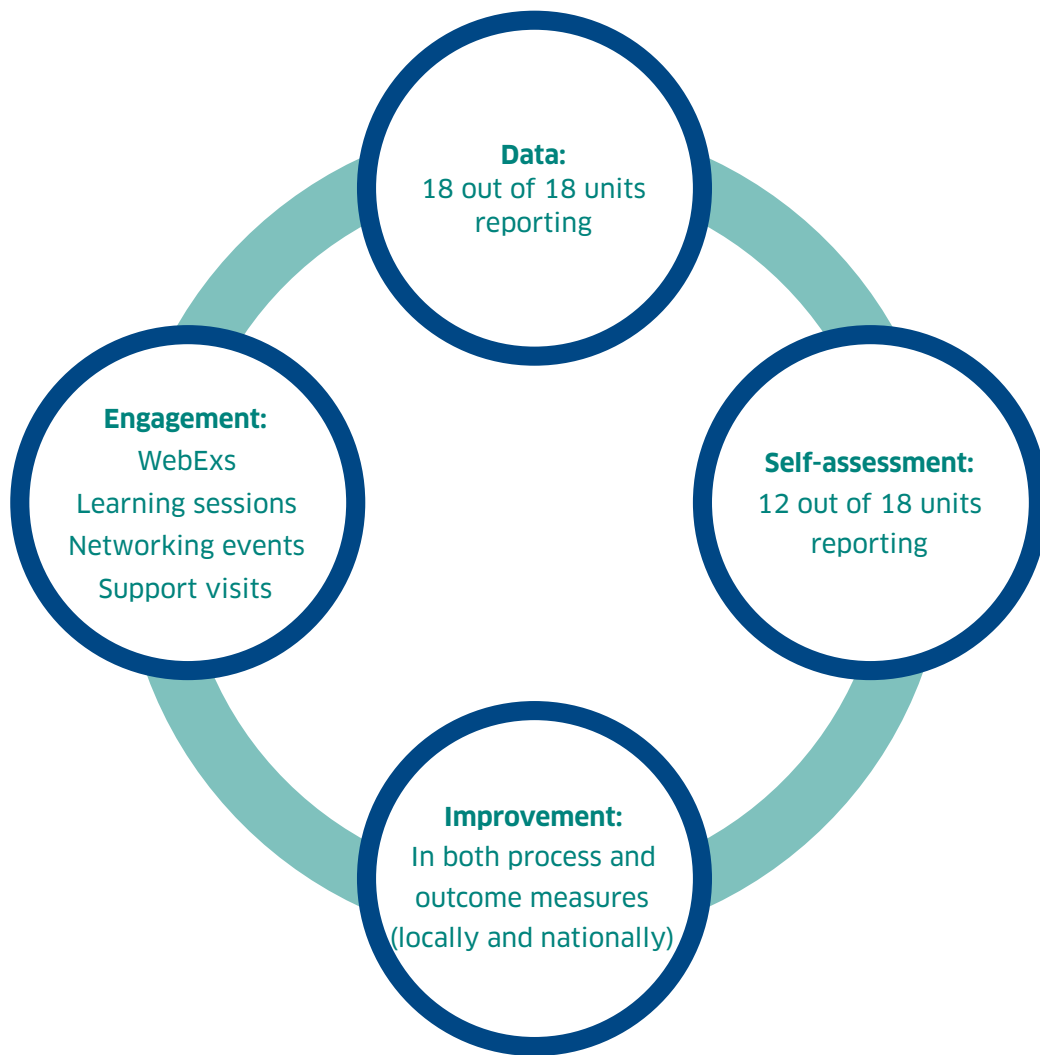 Data:
18 out of 18 units
reporting
Engagement:
WebExs
Learning sessions
Networking events
Support visits
Self-assessment:
12 out of 18 units
reporting
Improvement:
In both process and
outcome measures
(locally and nationally)